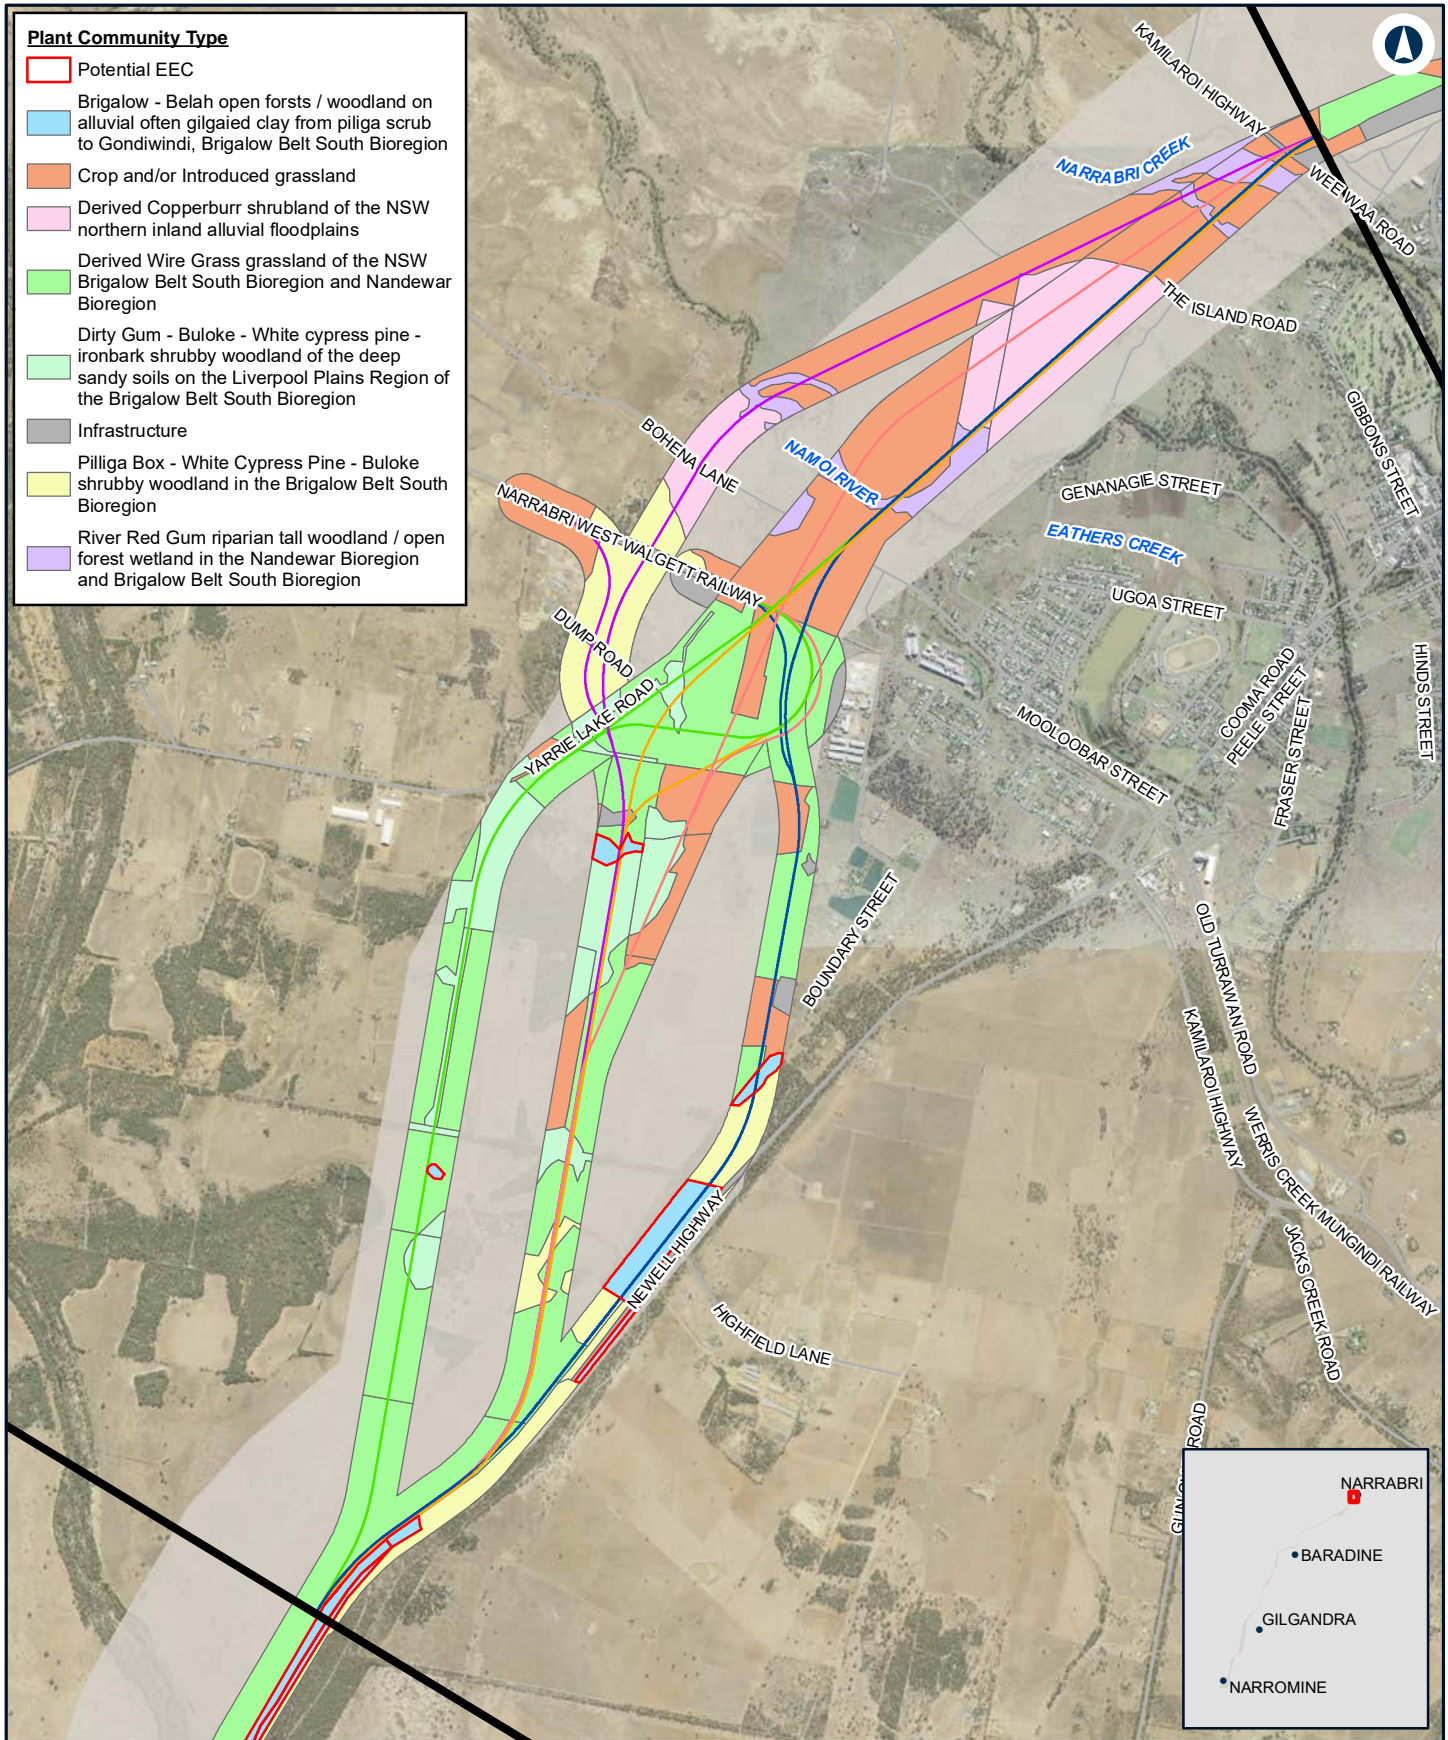 Plant Community Type
Potential EEC
Brigalow - Belah open forsts / woodland on
alluvial often gilgaied clay from piliga scrub
to Gondiwindi, Brigalow Belt South Bioregion
Crop and/or Introduced grassland
Derived Copperburr shrubland of the NSW
northern inland alluvial floodplains
Derived Wire Grass grassland of the NSW
Brigalow Belt South Bioregion and Nandewar
Bioregion
Dirty Gum - Buloke - White cypress pine -
ironbark shrubby woodland of the deep
sandy soils on the Liverpool Plains Region of
the Brigalow Belt South Bioregion
Infrastructure
Pilliga Box - White Cypress Pine - Buloke
shrubby woodland in the Brigalow Belt South
Bioregion
River Red Gum riparian tall woodland / open
forest wetland in the Nandewar Bioregion
and Brigalow Belt South Bioregion
KAMILAROI HIGHWAY
NARRABRI CREEK
WEE WAA ROAD
THE ISLAND ROAD
GIBBONS STREET
BOHENA LANE
NAMOI RIVER
GENANAGIE STREET
NARRABRI WEST WALGETT RAILWAY
EATHERS CREEK
UGOA STREET
DUMP ROAD
HINDS STREET
COOMA ROAD
PEELE STREET
YARRIE LAKE ROAD
MOOLOOBAR STREET
FRASER STREET
BOUNDARY STREET
OLD TURRAWAN ROAD
KAMILAROI HIGHWAY
WERRIS CREEK MUNGINDI RAILWAY
NEWELL HIGHWAY
JACKS CREEK ROAD
HIGHFIELD LANE
ROAD
NARRABRI
BARADINE
GILGANDRA
NARROMINE